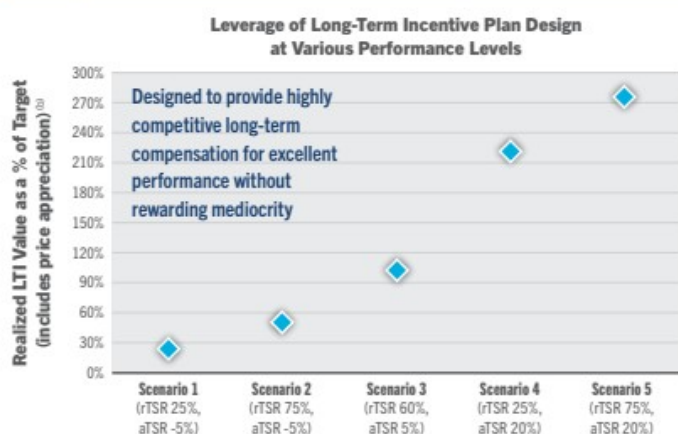 Leverage of Long-Term Incentive Plan Design
at Various Performance Levels
Realized LTI Value as a % of Target
(includes price appreciation)(b)
300%
270%
240%
210%
180%
150%
120%
90%
60%
30%
0%
Designed to provide highly
competitive long-term
compensation for excellent
performance without
rewarding mediocrity
Scenario 1
(rTSR 25%,
aTSR -5%)
Scenario 2
(rTSR 75%,
aTSR -5%)
Scenario 3
(rTSR 60%,
aTSR 5%)
Scenario 4
(rTSR 25%,
aTSR 20%)
Scenario 5
(rTSR 75%,
aTSR 20%)